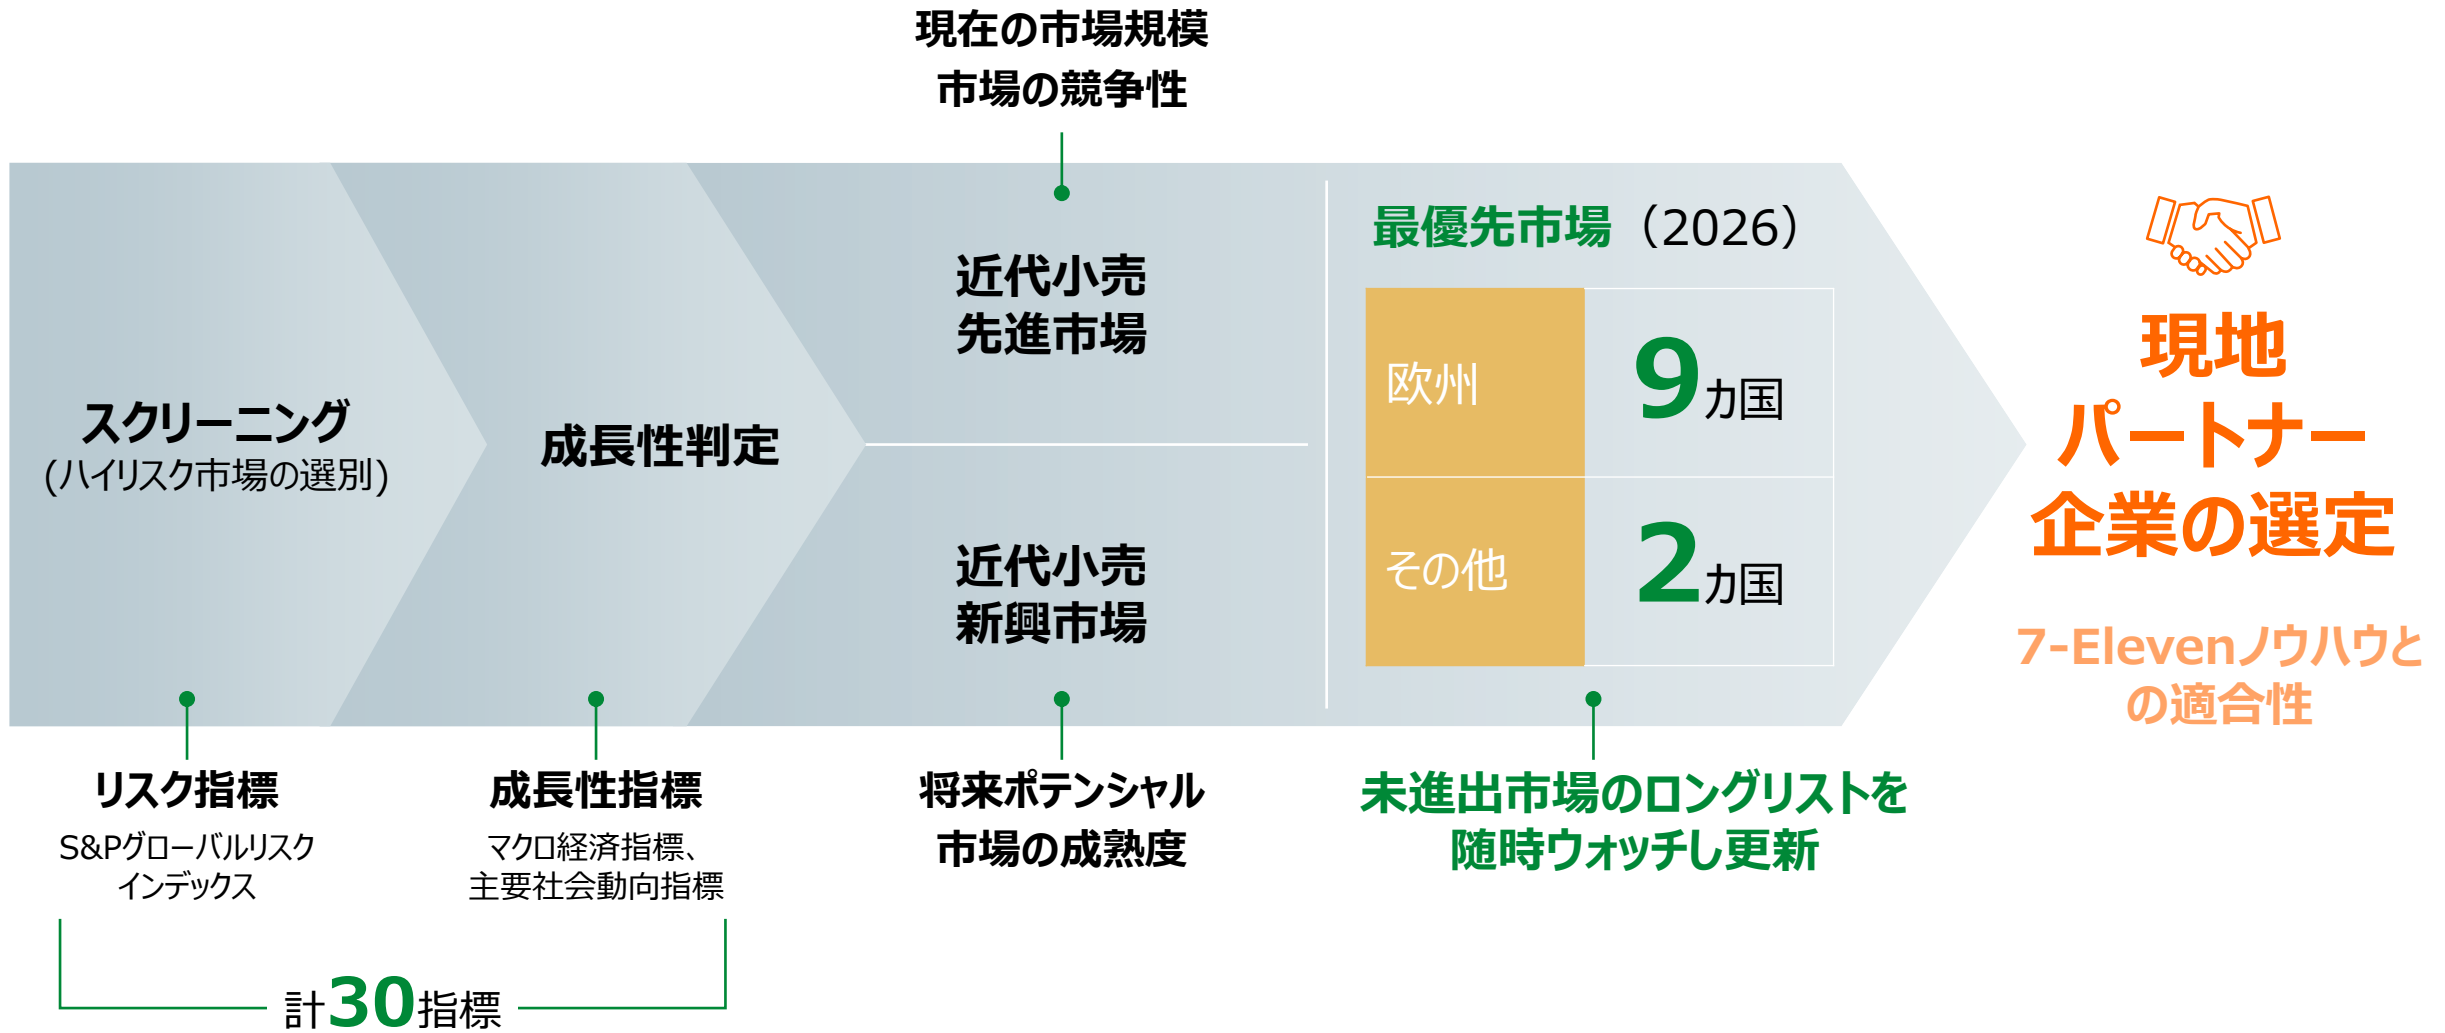 現在の市場規模
市場の競争性
スクリーニング
(ハイリスク市場の選別)
成長性判定
近代小売
先進市場
近代小売
新興市場
最優先市場（2026）
欧州
9カ国
その他
2カ国
現地
パートナー
企業の選定
7-Elevenノウハウと
の適合性
リスク指標
S&Pグローバルリスク
インデックス
成長性指標
マクロ経済指標、
主要社会動向指標
計30指標
将来ポテンシャル
市場の成熟度
未進出市場のロングリストを
随時ウォッチし更新